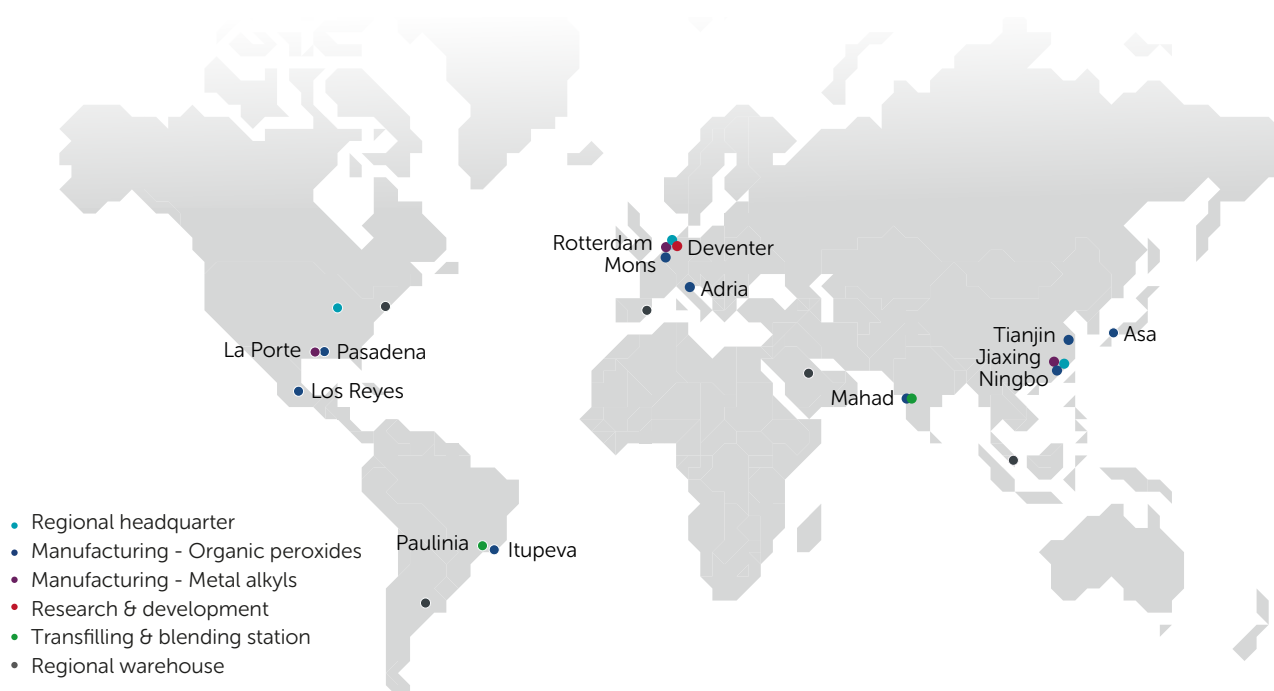 Rotterdam
Deventer
Mons
Adria
La Porte
Pasadena
Los Reyes
Tianjin
Asa
Jiaxing
Ningbo
Mahad
Paulinia
Itupeva
Regional headquarter
Manufacturing - Organic peroxides
Manufacturing - Metal alkyls
Research & development
Transfilling & blending station
Regional warehouse